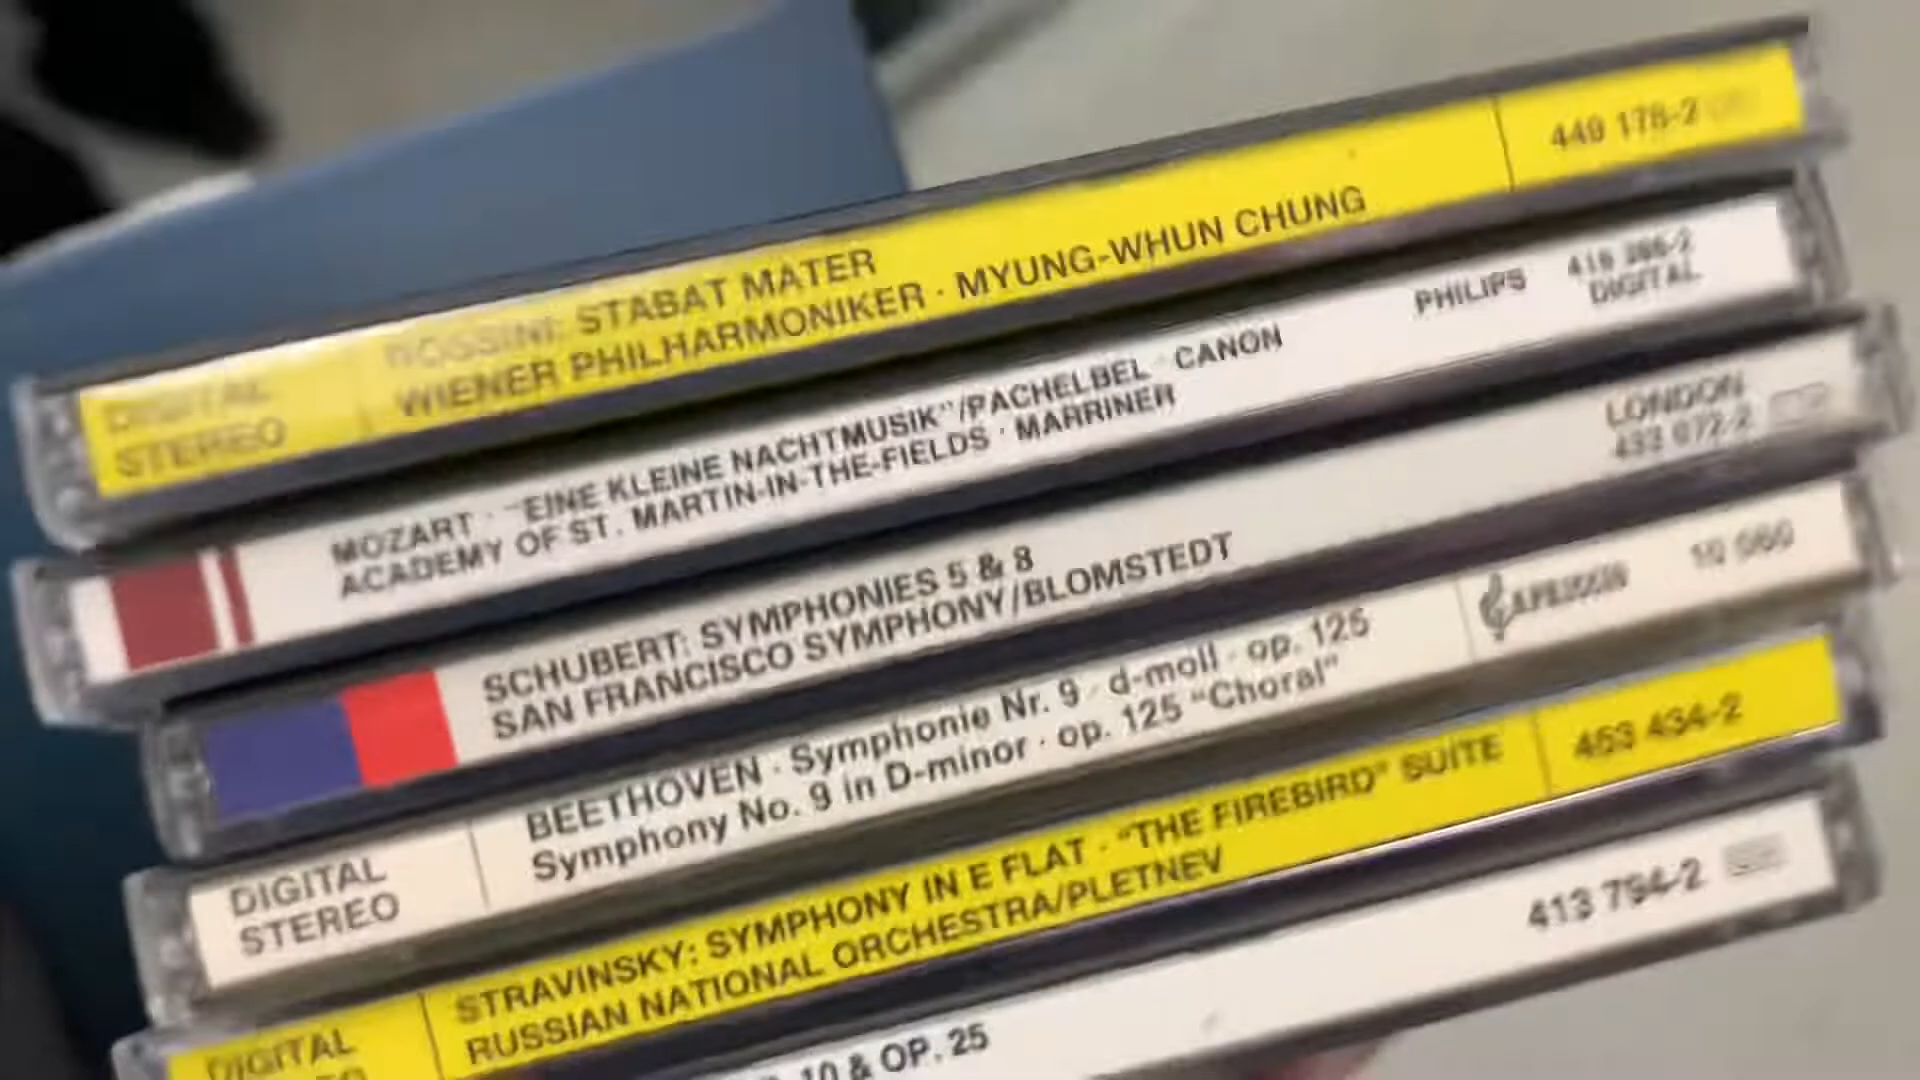 DIGITAL
STEREO
ROSSINI: STABAT MATER
WIENER PHILHARMONIKER · MYUNG-WHUN CHUNG
449 178-2
MOZART · "EINE KLEINE NACHTMUSIK"/PACHELBEL · CANON
ACADEMY OF ST. MARTIN-IN-THE-FIELDS · MARRINER
PHILIPS
DIGITAL
SCHUBERT: SYMPHONIES 5 & 8
SAN FRANCISCO SYMPHONY/BLOMSTEDT
LONDON
433 072-2
DIGITAL
STEREO
BEETHOVEN · Symphonie Nr. 9 · d-moll · op. 125
Symphony No. 9 in D-minor · op. 125 "Choral"
DIGITAL
STRAVINSKY: SYMPHONY IN E FLAT · "THE FIREBIRD" SUITE
RUSSIAN NATIONAL ORCHESTRA/PLETNEV
453 434-2
10 & OP. 25
413 794-2